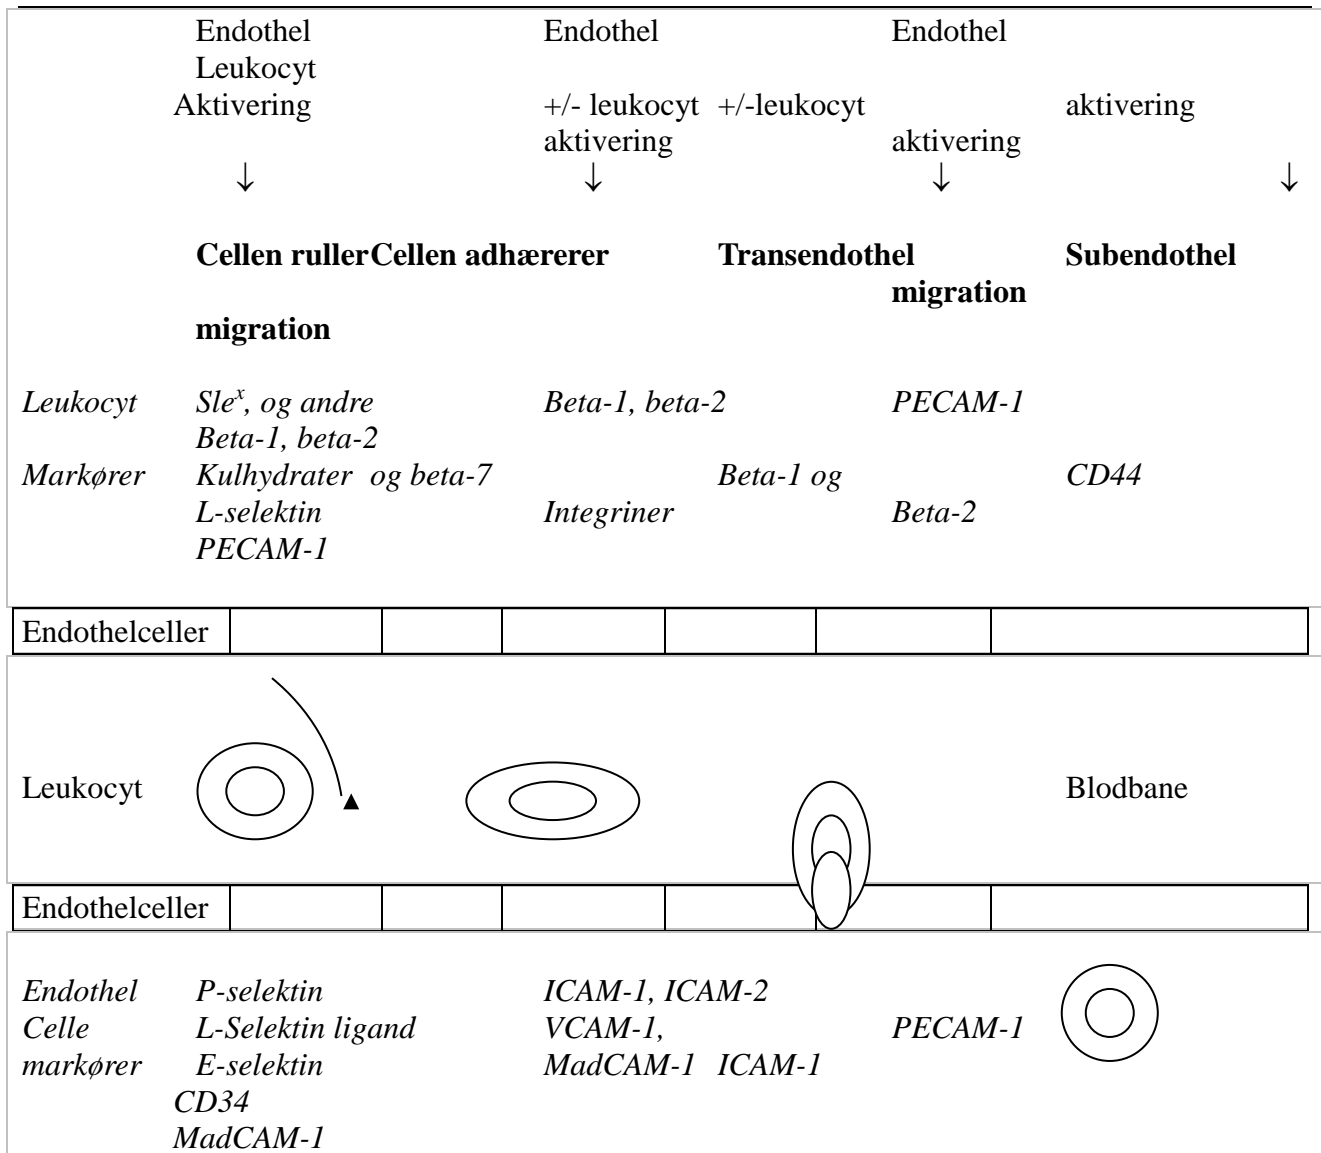 Endothel Endothel Endothel
Leukocyt
Aktivering +/- leukocyt +/-leukocyt aktivering
aktivering aktivering
↓ ↓ ↓ ↓
Cellen ruller Cellen adhærerer Transendothel Subendothel
migration
migration
Leukocyt Sleˣ, og andre Beta-1, beta-2 PECAM-1
Beta-1, beta-2
Markører Kulhydrater og beta-7 Beta-1 og CD44
L-selektin Integriner Beta-2
PECAM-1
Endothelceller
Leukocyt Blodbane
Endothelceller
Endothel P-selektin ICAM-1, ICAM-2
Celle L-Selektin ligand VCAM-1, PECAM-1
markører E-selektin MadCAM-1 ICAM-1
CD34
MadCAM-1